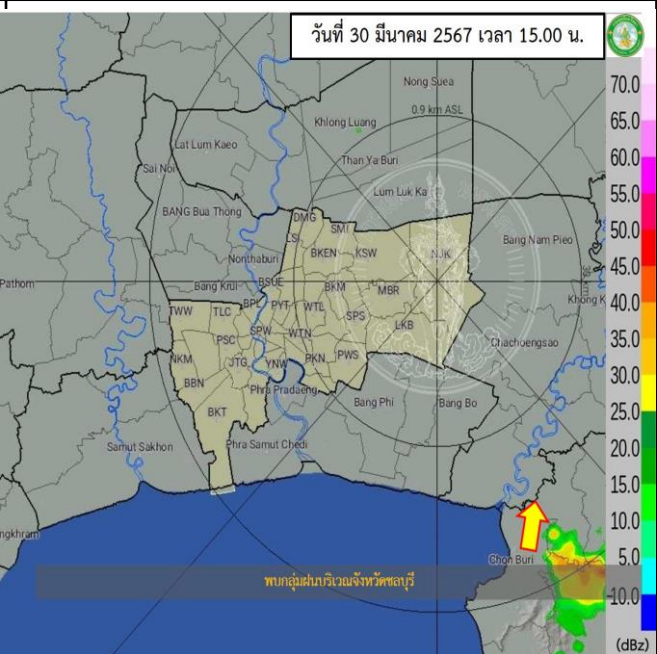 วันที่ 30 มีนาคม 2567 เวลา 15.00 น.
70.0
Nong Suea
0.9 km ASL
Khlong Luang
65.0
Lat Lum Kaeo
Than Ya Buri
60.0
Sai Noi
Lum Luk Ka
55.0
BANG Bua Thong
DMG
SMI
50.0
LSI
Bang Nam Pieo
BKEN
KSW
NJK
Nonthaburi
45.0
Pathom
Bang Krui
BSUE
BKM
MBR
Khong K
40.0
TWW
TLC
BPL
PYT
WTL
SPS
LKB
35.0
SPW
WTN
PSC
Chachoengsao
NKM
JTG
YNW
PKN
PWS
30.0
BBN
Phra Pradaeng
Bang Phi
Bang Bo
25.0
BKT
Samut Sakhon
Phra Samut Chedi
20.0
15.0
ngkhram
10.0
Chon Buri
5.0
พบกลุ่มฝนบริเวณจังหวัดชลบุรี
-10.0
(dBz)